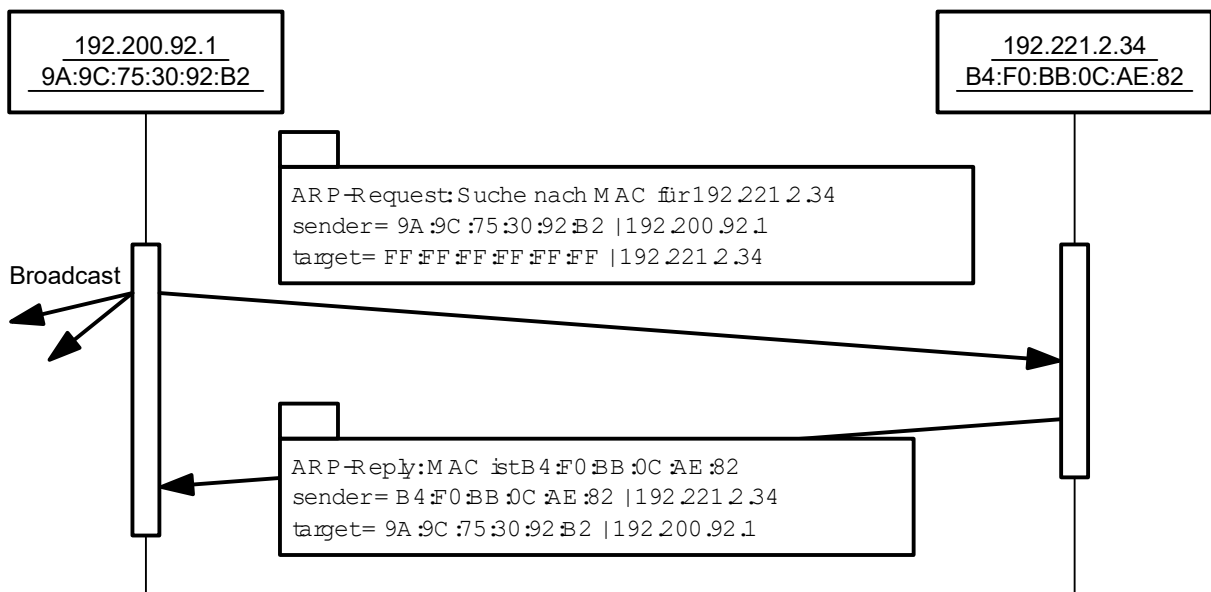 192.200.92.1
9A:9C:75:30:92:B2
192.221.2.34
B4:F0:BB:0C:AE:82
ARP-Request: Suche nach MAC für 192.221.2.34
sender= 9A:9C:75:30:92:B2 | 192.200.92.1
target= FF:FF:FF:FF:FF:FF | 192.221.2.34
Broadcast
ARP-Reply: MAC ist B4:F0:BB:0C:AE:82
sender= B4:F0:BB:0C:AE:82 | 192.221.2.34
target= 9A:9C:75:30:92:B2 | 192.200.92.1